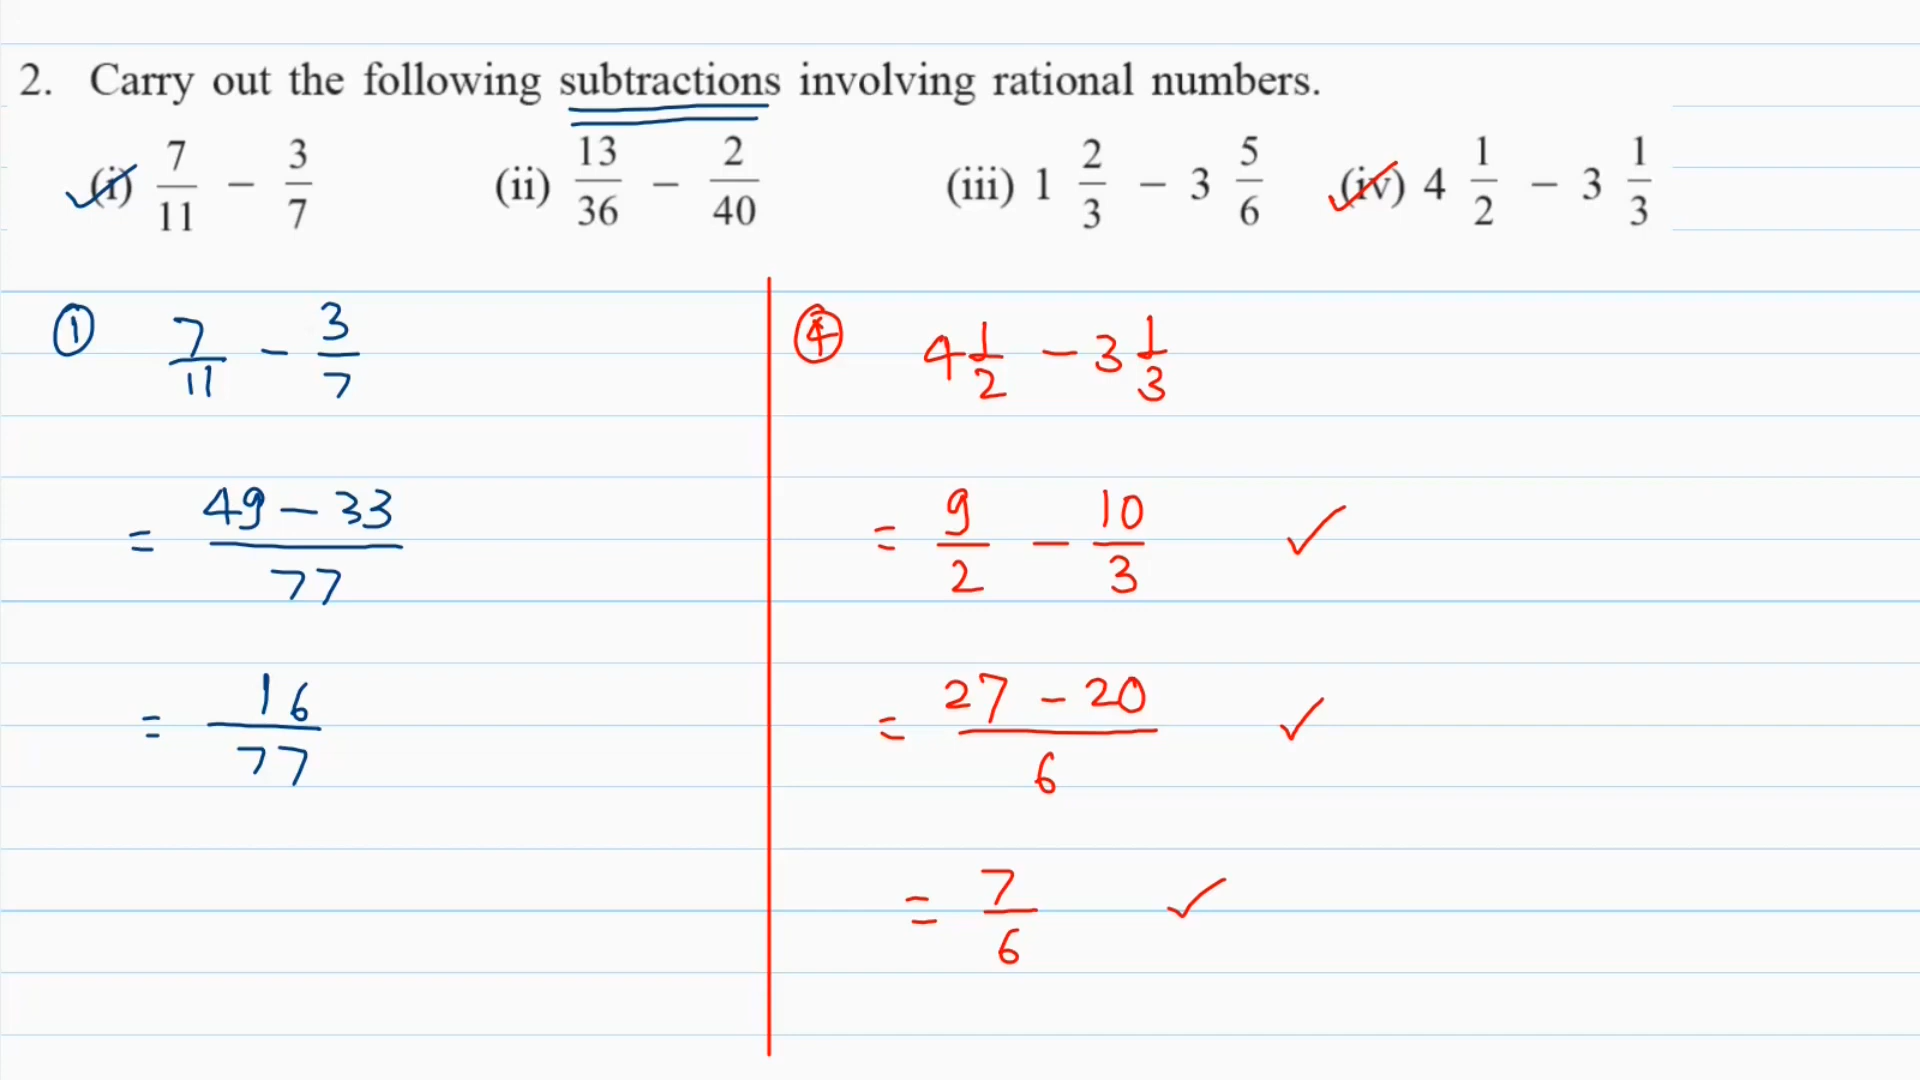 2. Carry out the following subtractions involving rational numbers.
(i) 7/11 − 3/7 (ii) 13/36 − 2/40 (iii) 1 2/3 − 3 5/6 (iv) 4 1/2 − 3 1/3
① 7/11 − 3/7
= 49 − 33 / 77
= 16/77
④ 4 1/2 − 3 1/3
= 9/2 − 10/3 ✓
= 27 − 20 / 6 ✓
= 7/6 ✓